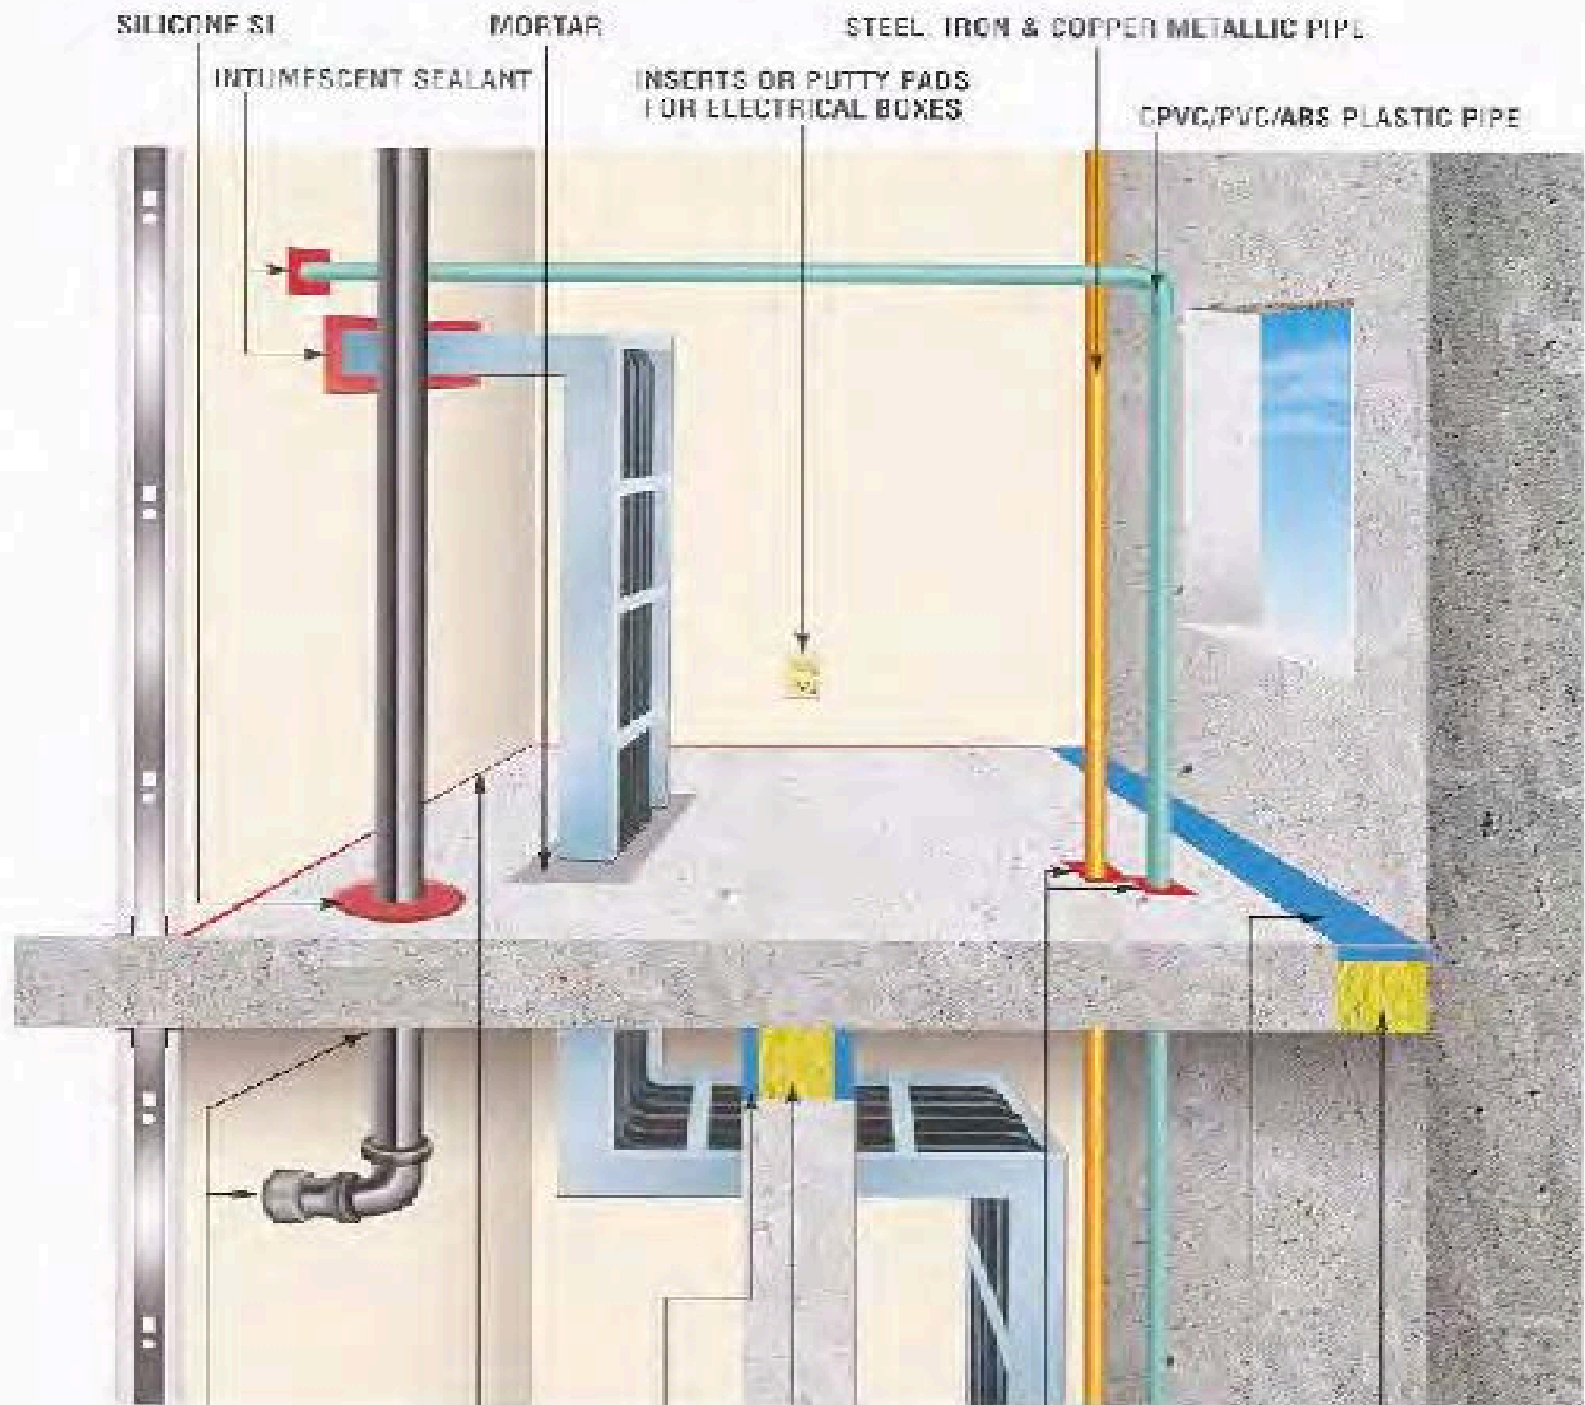 SILICONE SL
MORTAR
STEEL, IRON & COPPER METALLIC PIPE
INTUMESCENT SEALANT
INSERTS OR PUTTY PADS
FOR ELECTRICAL BOXES
CPVC/PVC/ABS PLASTIC PIPE